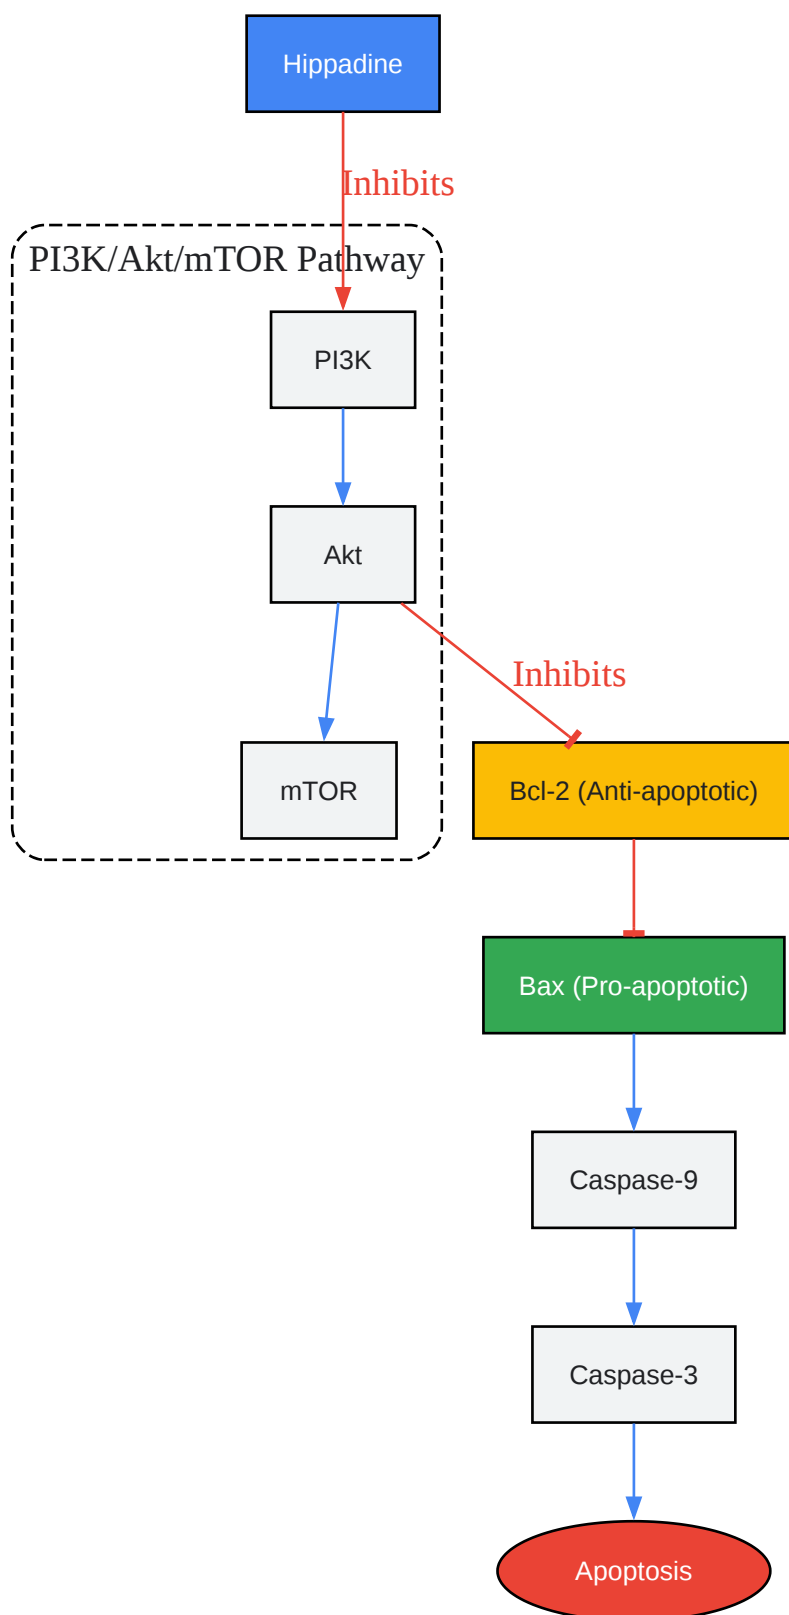 Hippadine
Inhibits
PI3K/Akt/mTOR Pathway
PI3K
Akt
Inhibits
mTOR
Bcl-2 (Anti-apoptotic)
Bax (Pro-apoptotic)
Caspase-9
Caspase-3
Apoptosis